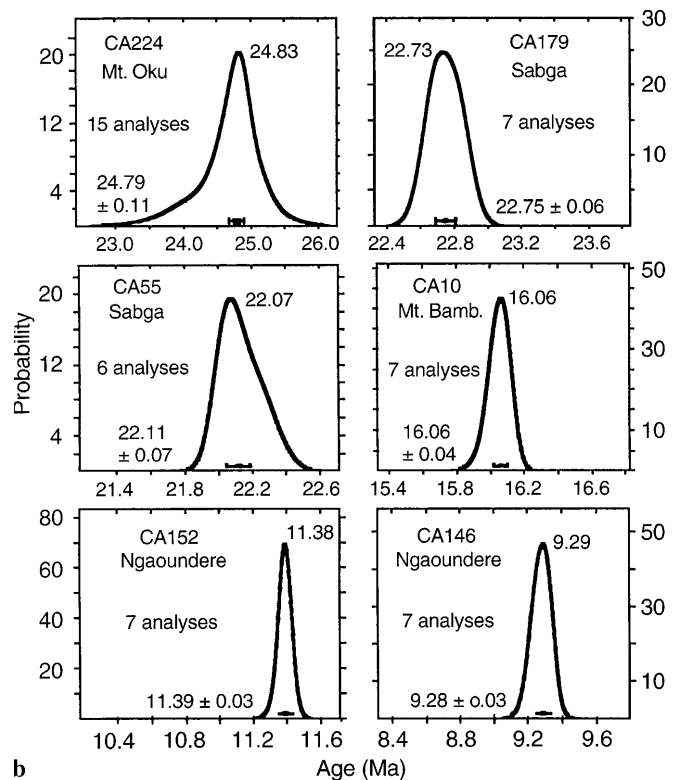 CA224
Mt. Oku
24.83
15 analyses
24.79
± 0.11
20
12
4
23.0 24.0 25.0 26.0
22.73
CA179
Sabga
7 analyses
22.75 ± 0.06
30
20
10
22.4 22.8 23.2 23.6
CA55
Sabga
22.07
6 analyses
22.11
± 0.07
20
12
4
21.4 21.8 22.2 22.6
CA10
Mt. Bamb.
16.06
7 analyses
16.06
± 0.04
50
40
30
20
10
15.4 15.8 16.2 16.6
Probability
CA152
Ngaoundere
11.38
7 analyses
11.39 ± 0.03
80
60
40
20
10.4 10.8 11.2 11.6
CA146
Ngaoundere
9.29
7 analyses
9.28 ± 0.03
50
30
10
8.4 8.8 9.2 9.6
b
Age (Ma)